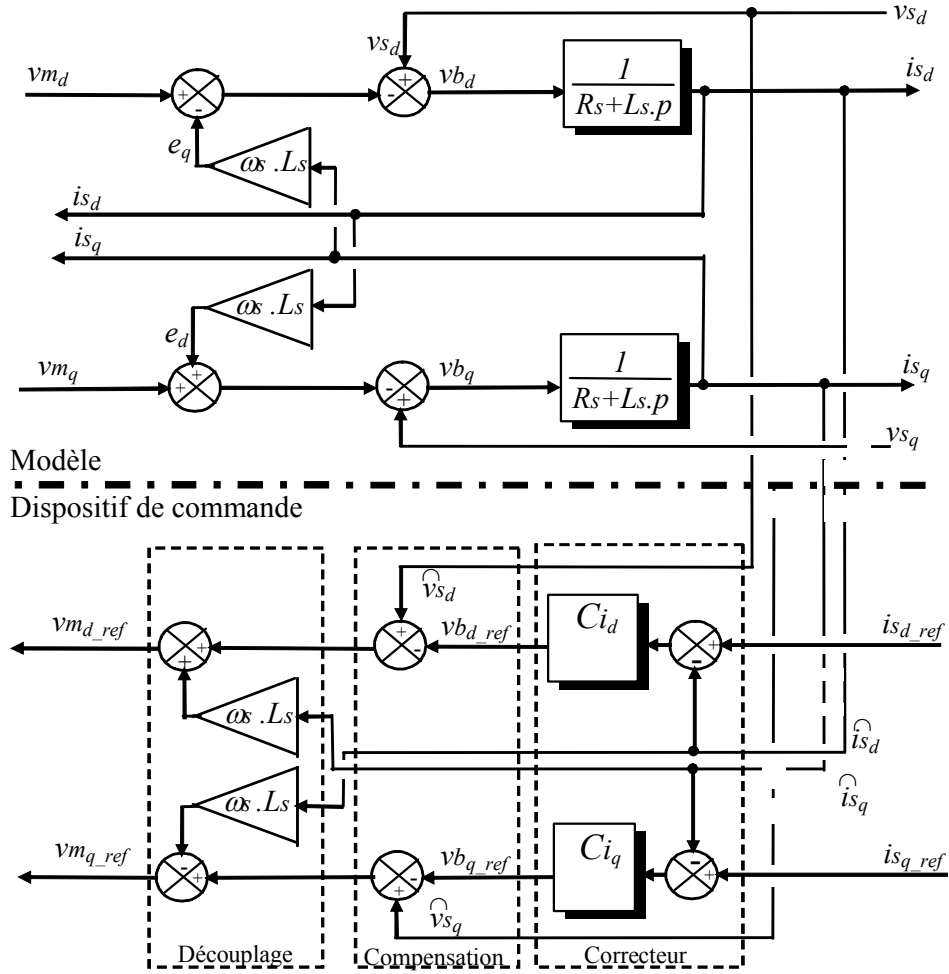 vs_d
vs_d
vm_d
+
-
+
-
vb_d
1
Rs+Ls.p
is_d
e_q
ωs .Ls
is_d
is_q
ωs .Ls
e_d
vm_q
+
+
-
+
vb_q
1
Rs+Ls.p
is_q
vs_q
Modèle
Dispositif de commande
v̂s_d
vm_d_ref
+
+
+
-
vb_d_ref
Ci_d
+
-
is_d_ref
ωs .Ls
îs_d
îs_q
ωs .Ls
vm_q_ref
-
+
-
+
vb_q_ref
Ci_q
-
+
is_q_ref
v̂s_q
Découplage
Compensation
Correcteur